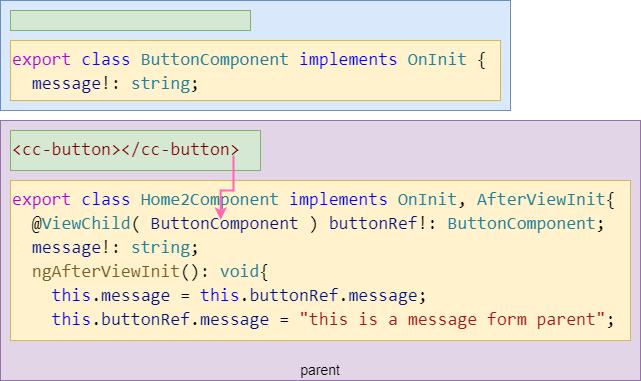 export class ButtonComponent implements OnInit {
message!: string;
<cc-button></cc-button>
export class Home2Component implements OnInit, AfterViewInit{
@ViewChild( ButtonComponent ) buttonRef!: ButtonComponent;
message!: string;
ngAfterViewInit(): void{
this.message = this.buttonRef.message;
this.buttonRef.message = "this is a message form parent";
parent